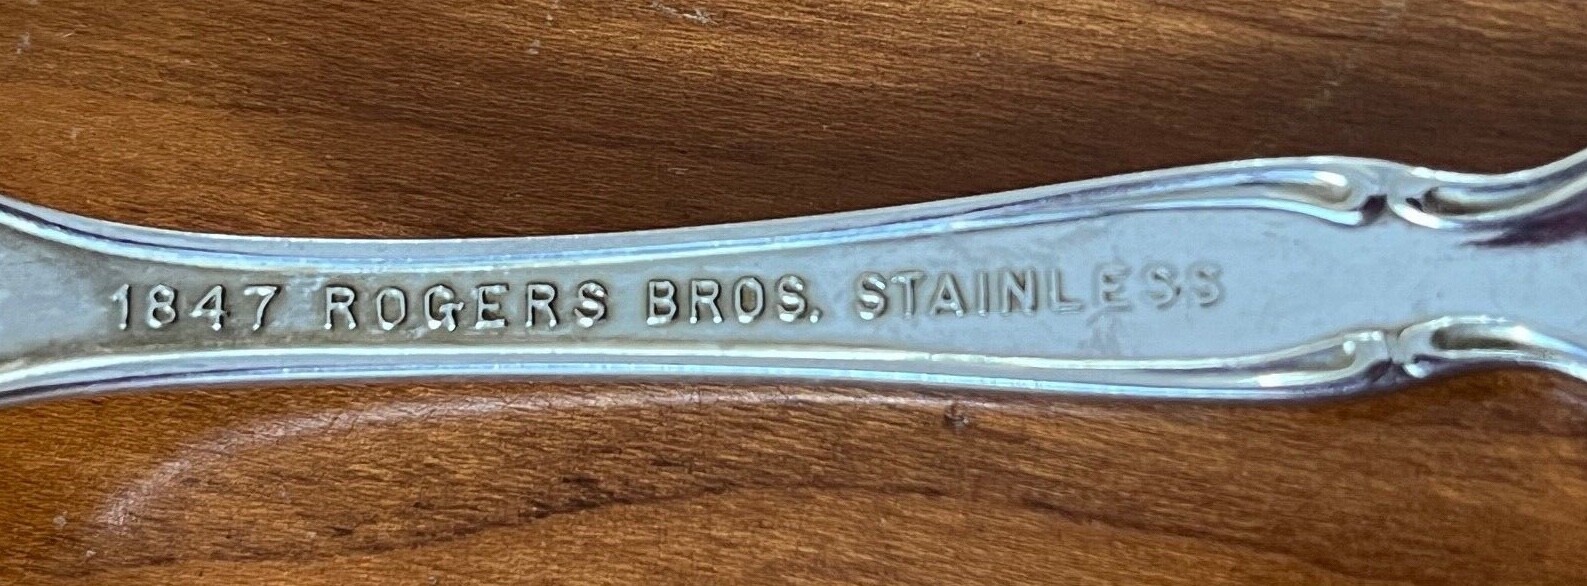 1847 ROGERS BROS. STAINLESS